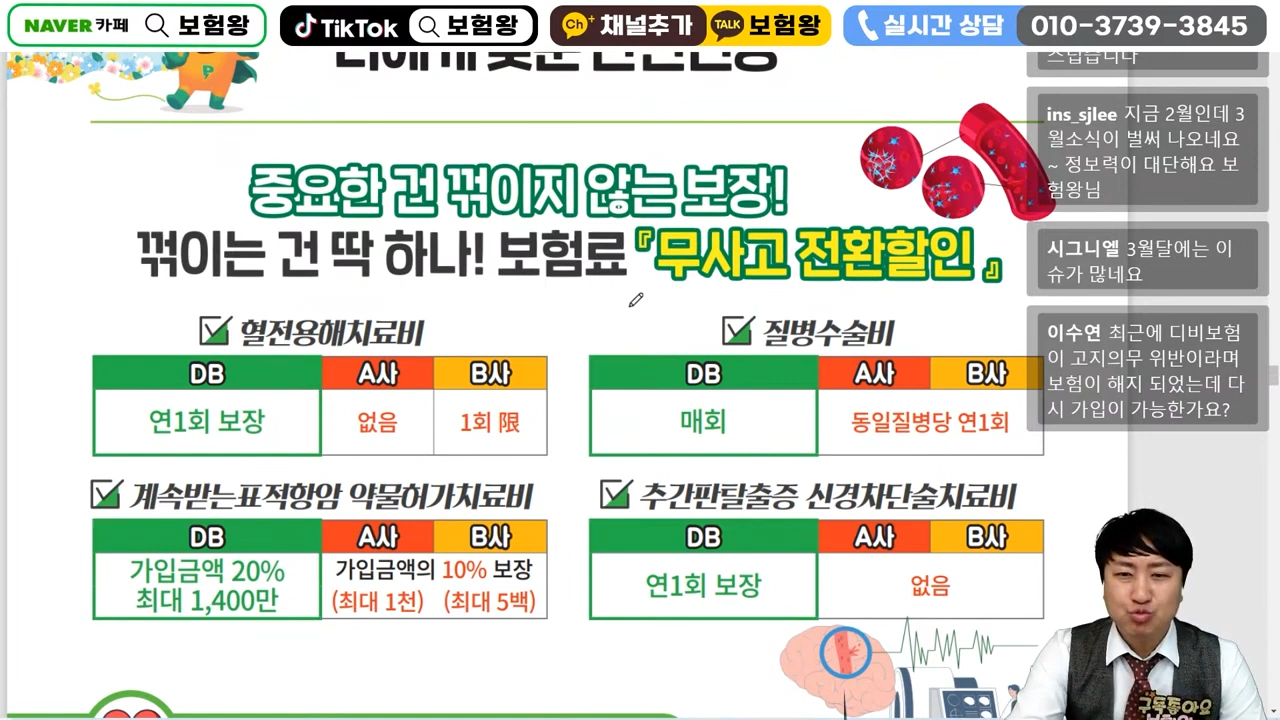 NAVER 카페 보험왕
TikTok 보험왕
Ch+ 채널추가 TALK 보험왕
실시간 상담 010-3739-3845
P
중요한 건 꺾이지 않는 보장!
꺾이는 건 딱 하나! 보험료 『무사고 전환할인』
혈전용해치료비
DB A사 B사
연1회 보장 없음 1회 限
질병수술비
DB A사 B사
매회 동일질병당 연1회
계속받는표적항암 약물허가치료비
DB A사 B사
가입금액 20% 가입금액의 10% 보장
최대 1,400만 (최대 1천) (최대 5백)
추간판탈출증 신경차단술치료비
DB A사 B사
연1회 보장 없음
ins_sjlee 지금 2월인데 3
월소식이 벌써 나오네요
~ 정보력이 대단해요 보
험왕님
시그니엘 3월달에는 이
슈가 많네요
이수연 최근에 디비보험
이 고지의무 위반이라며
보험이 해지 되었는데 다
시 가입이 가능한가요?
구독좋아요